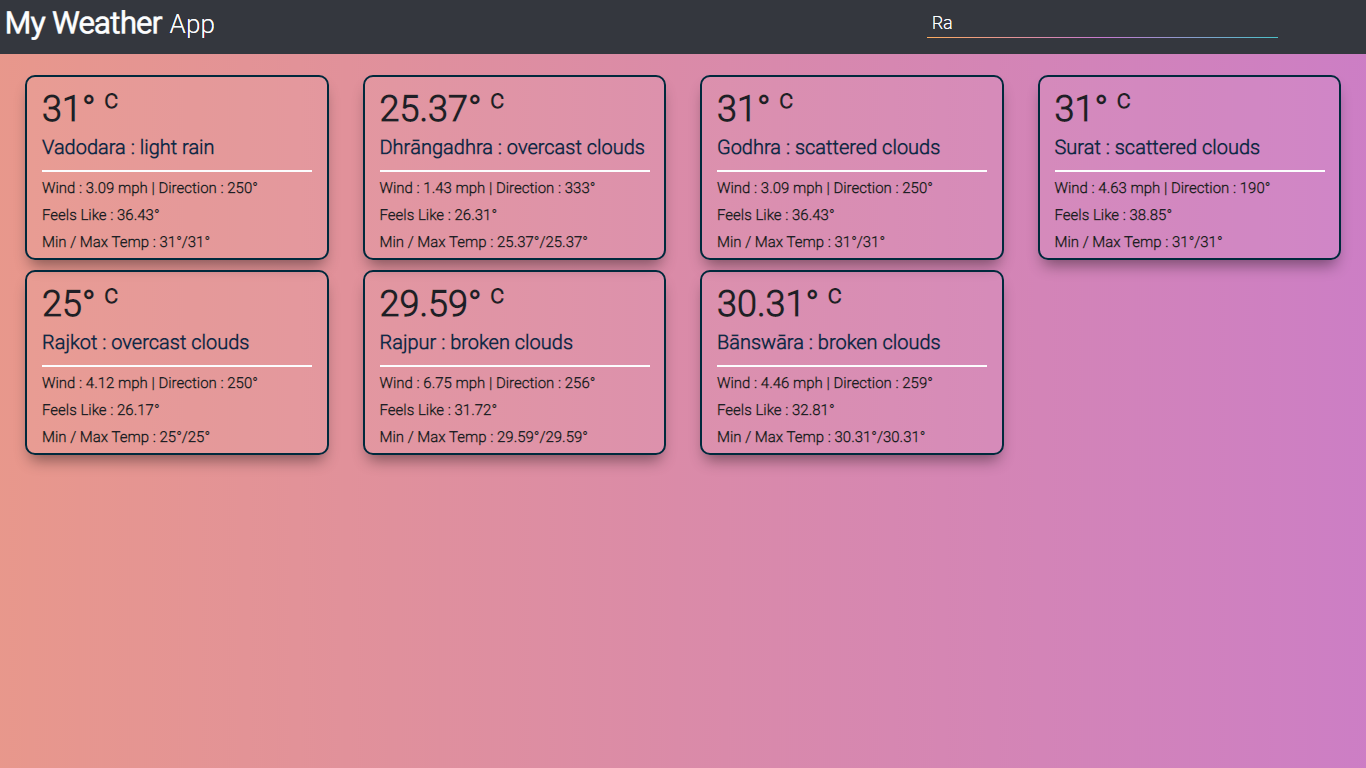 My Weather App
Ra
31° C
Vadodara : light rain
Wind : 3.09 mph | Direction : 250°
Feels Like : 36.43°
Min / Max Temp : 31°/31°
25.37° C
Dhrāngadhra : overcast clouds
Wind : 1.43 mph | Direction : 333°
Feels Like : 26.31°
Min / Max Temp : 25.37°/25.37°
31° C
Godhra : scattered clouds
Wind : 3.09 mph | Direction : 250°
Feels Like : 36.43°
Min / Max Temp : 31°/31°
31° C
Surat : scattered clouds
Wind : 4.63 mph | Direction : 190°
Feels Like : 38.85°
Min / Max Temp : 31°/31°
25° C
Rajkot : overcast clouds
Wind : 4.12 mph | Direction : 250°
Feels Like : 26.17°
Min / Max Temp : 25°/25°
29.59° C
Rajpur : broken clouds
Wind : 6.75 mph | Direction : 256°
Feels Like : 31.72°
Min / Max Temp : 29.59°/29.59°
30.31° C
Bānswāra : broken clouds
Wind : 4.46 mph | Direction : 259°
Feels Like : 32.81°
Min / Max Temp : 30.31°/30.31°